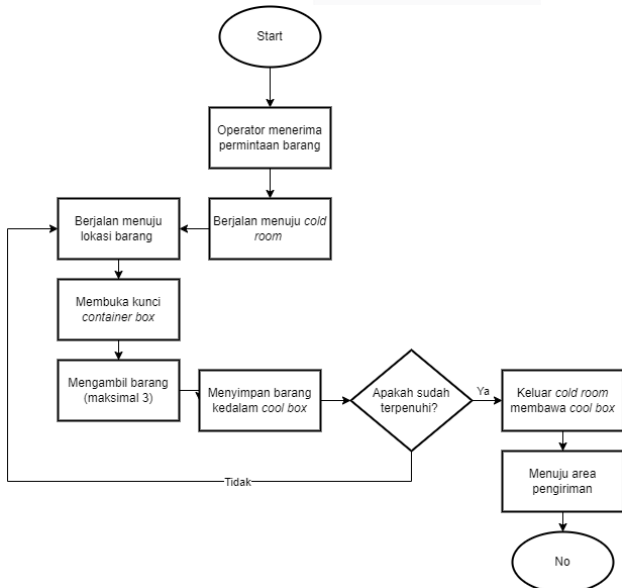 Start
Operator menerima
permintaan barang
Berjalan menuju cold
room
Berjalan menuju
lokasi barang
Membuka kunci
container box
Mengambil barang
(maksimal 3)
Menyimpan barang
kedalam cool box
Apakah sudah
terpenuhi?
Ya
Keluar cold room
membawa cool box
Tidak
Menuju area
pengiriman
No